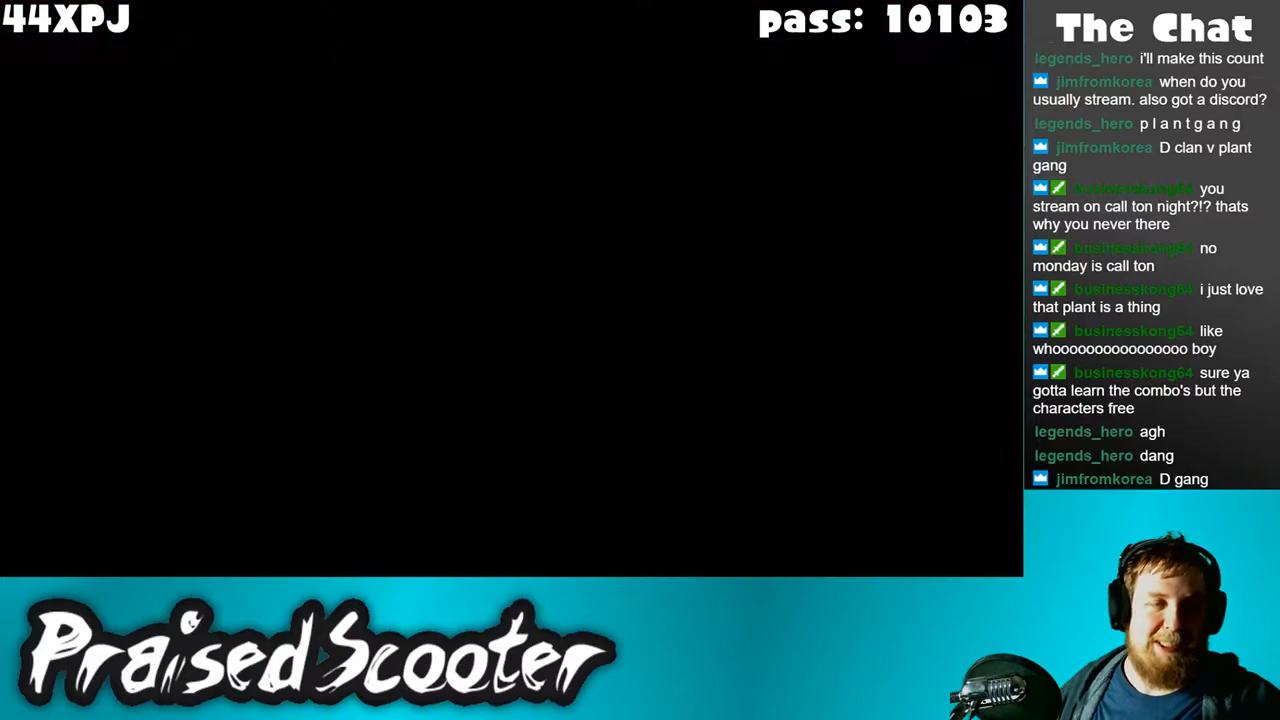 44XPJ
pass: 10103
The Chat
legends_hero i'll make this count
jimfromkorea when do you
usually stream. also got a discord?
legends_hero p l a n t g a n g
jimfromkorea D clan v plant
gang
businesskong64 you
stream on call ton night?!? thats
why you never there
businesskong64 no
monday is call ton
businesskong64 i just love
that plant is a thing
businesskong64 like
whoooooooooooooooo boy
businesskong64 sure ya
gotta learn the combo's but the
characters free
legends_hero agh
legends_hero dang
jimfromkorea D gang
PraisedScooter